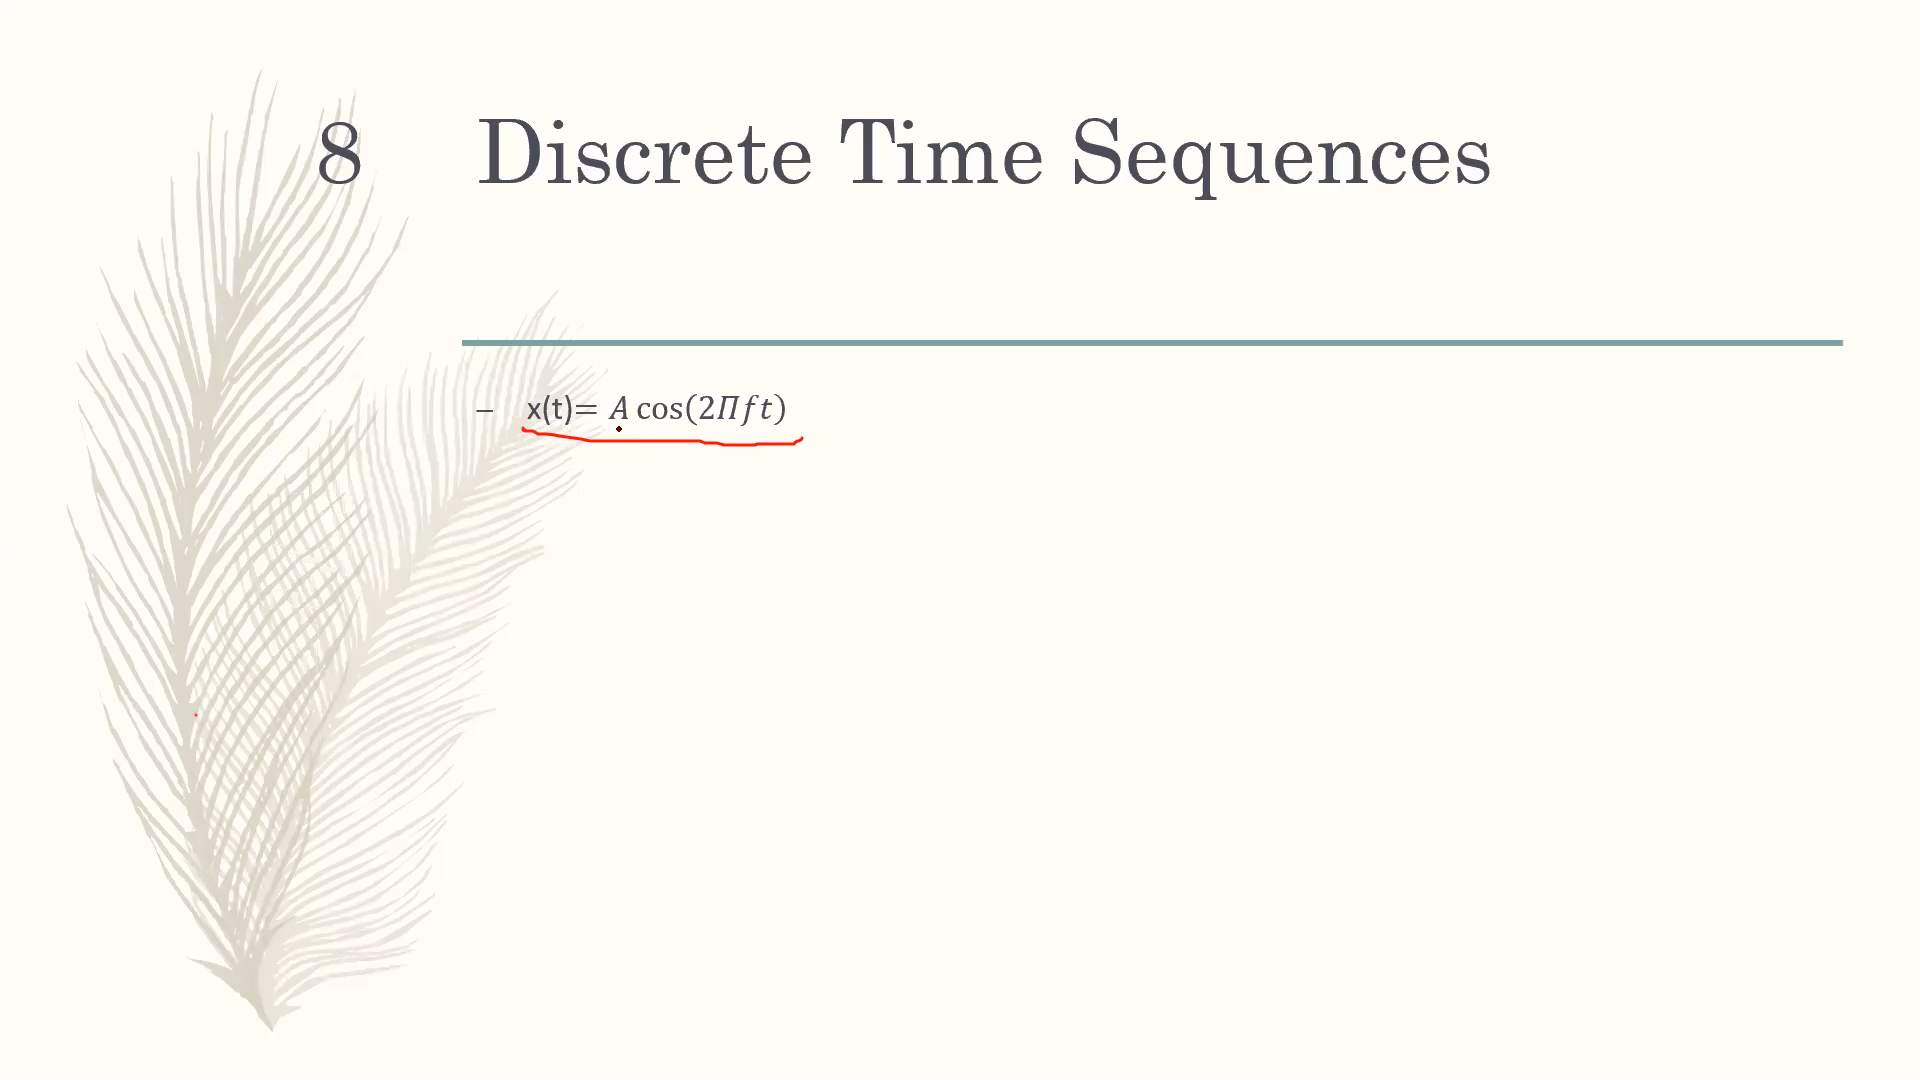 8 Discrete Time Sequences
– x(t)= A cos(2Πft)